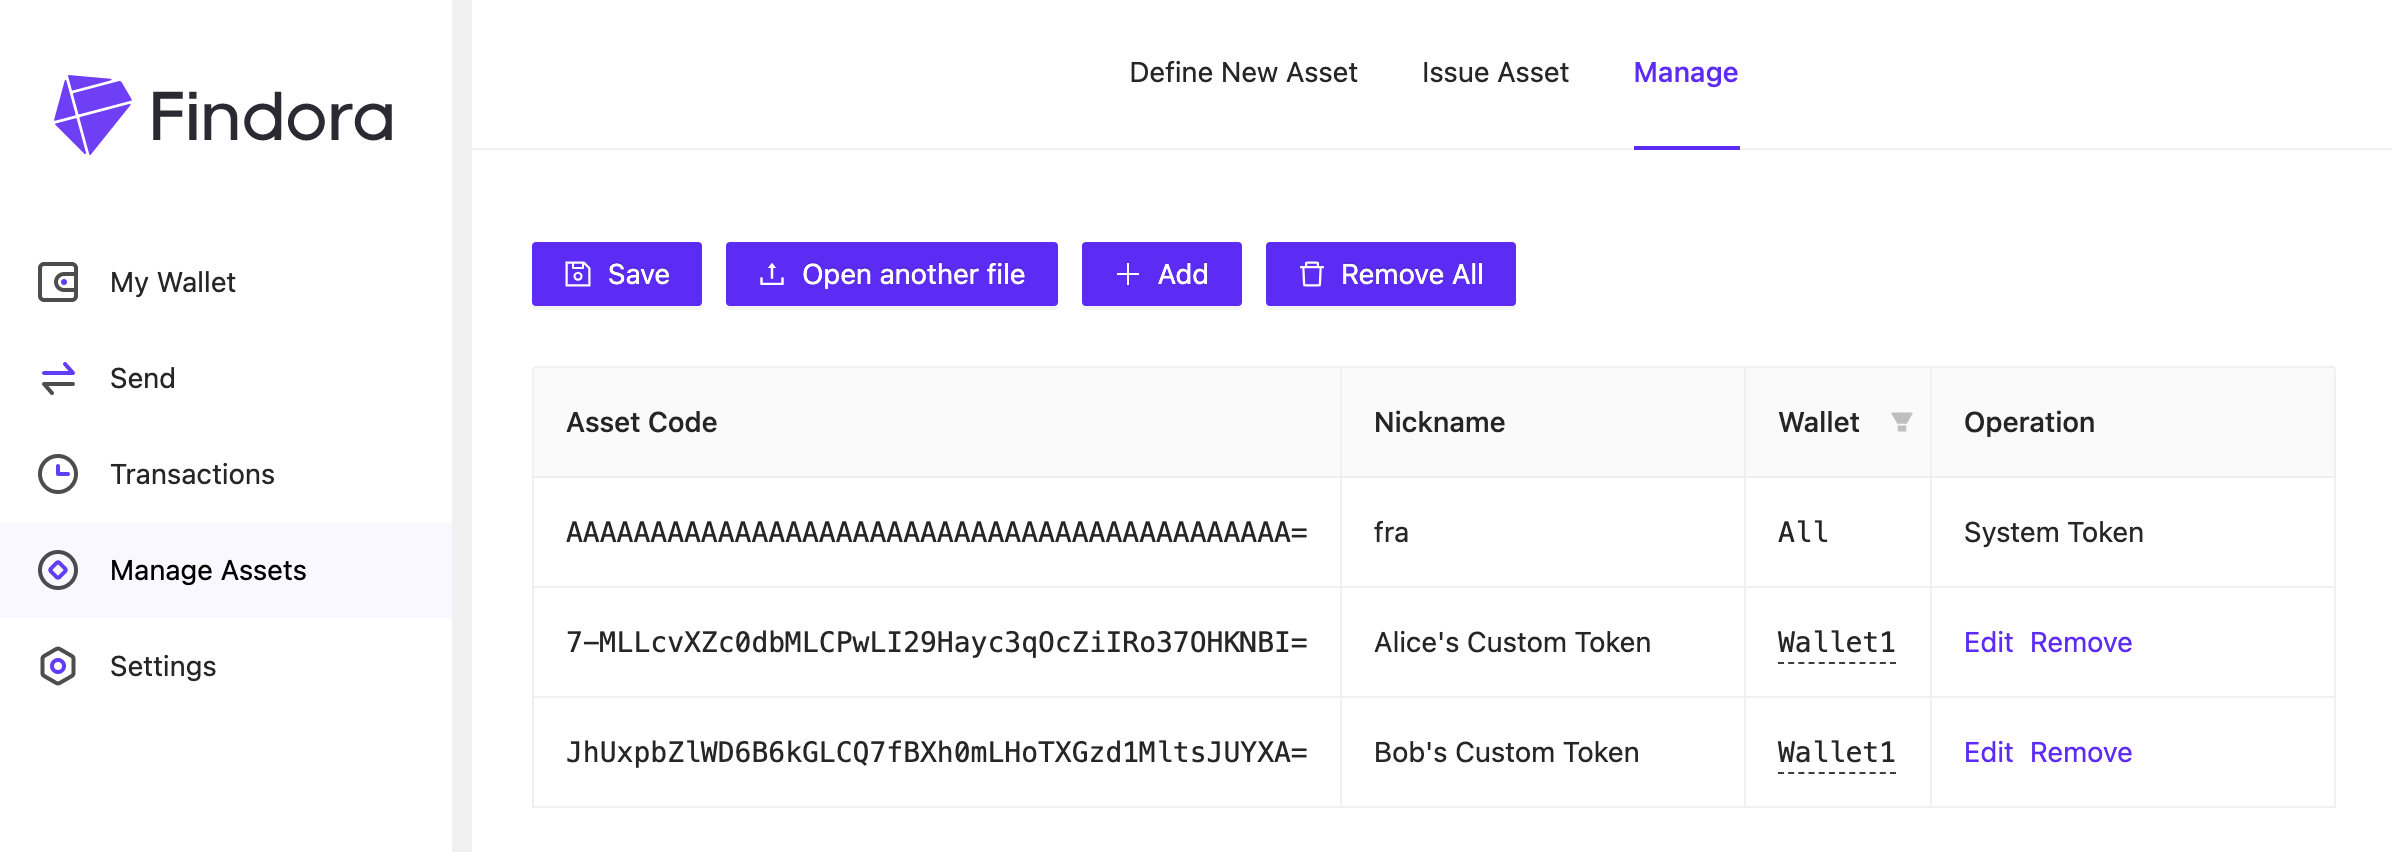 Findora
My Wallet
Send
Transactions
Manage Assets
Settings
Define New Asset Issue Asset Manage
Save Open another file Add Remove All
Asset Code Nickname Wallet Operation
AAAAAAAAAAAAAAAAAAAAAAAAAAAAAAAAAAAAAAAAAAA= fra All System Token
7-MLLcvXZc0dbMLCPwLI29Hayc3qOcZiIRo37OHKNBI= Alice's Custom Token Wallet1 Edit Remove
JhUxpbZlWD6B6kGLCQ7fBXh0mLHoTXGzd1MltsJUYXA= Bob's Custom Token Wallet1 Edit Remove